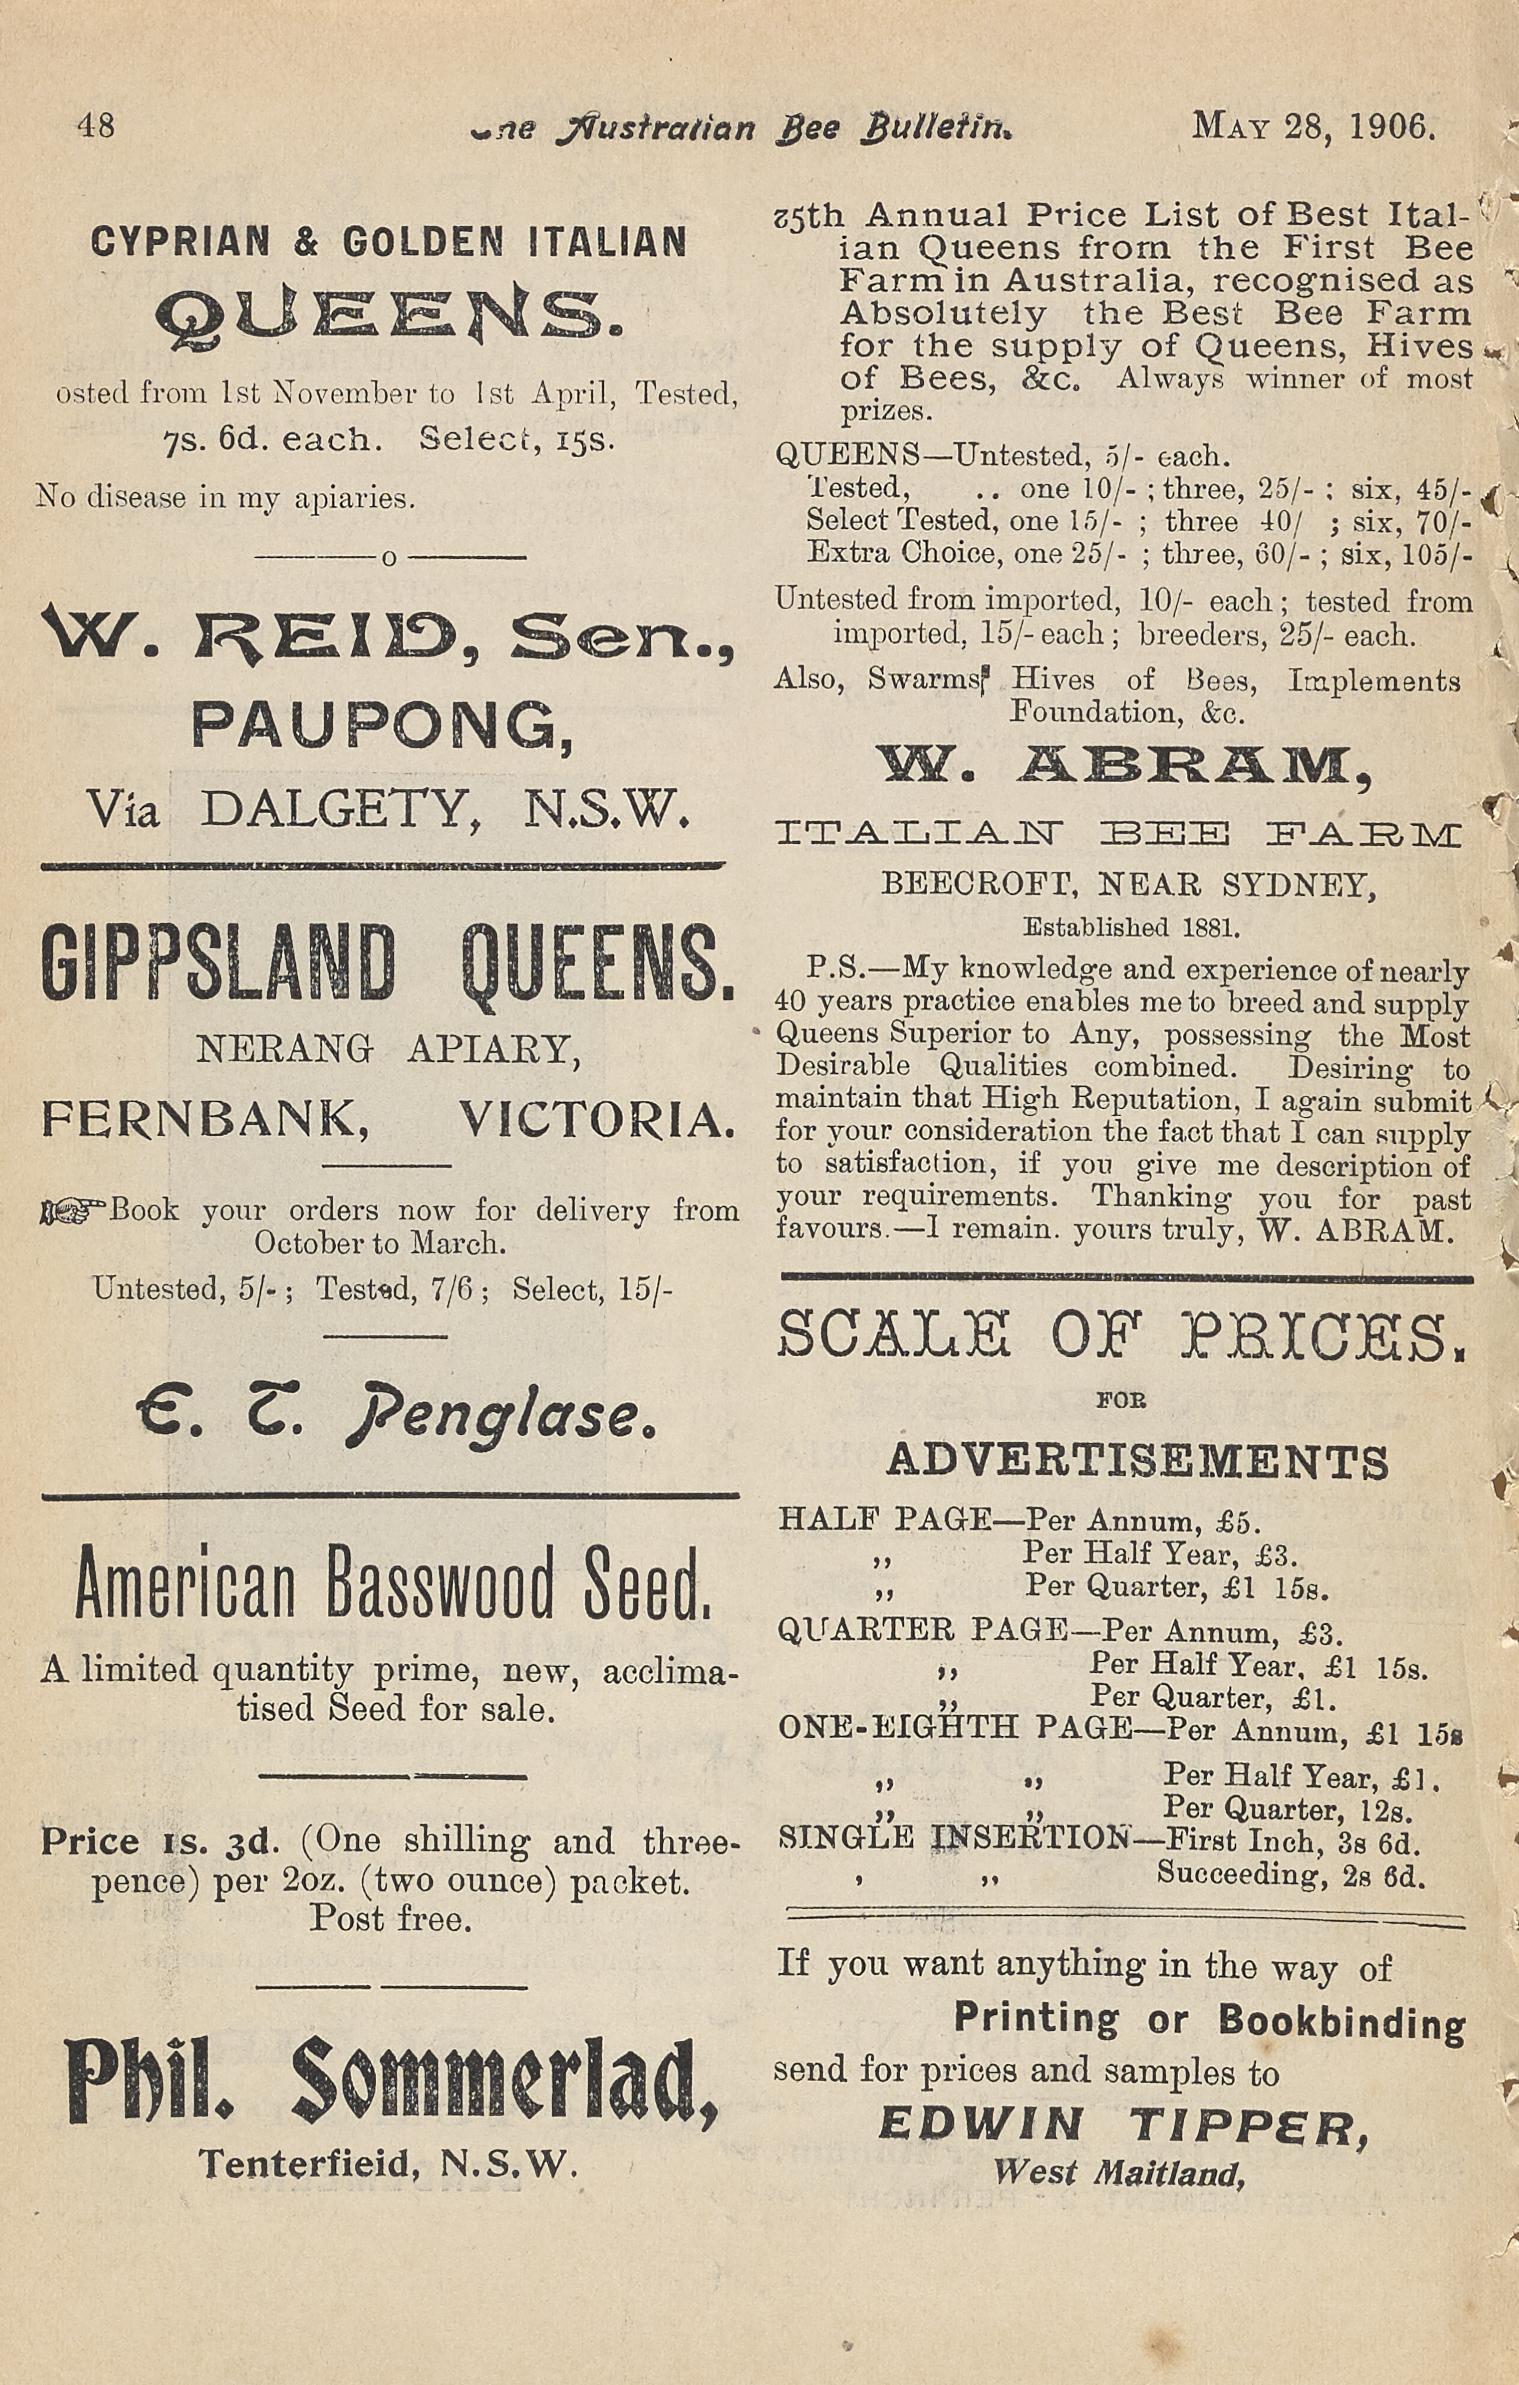 48
The Australian Bee Bulletin.
MAY 28, 1906.
CYPRIAN & GOLDEN ITALIAN
QUEENS.
osted from 1st November to 1st April, Tested,
7s. 6d. each. Select, 15s.
No disease in my apiaries.
o
W. REID, Sen.,
PAUPONG,
Via DALGETY, N.S.W.
GIPPSLAND QUEENS.
NERANG APIARY,
FERNBANK, VICTORIA.
Book your orders now for delivery from
October to March.
Untested, 5/- ; Tested, 7/6 ; Select, 15/-
E. T. Penglase.
American Basswood Seed.
A limited quantity prime, new, acclima-
tised Seed for sale.
Price 1s. 3d. (One shilling and three-
pence) per 2oz. (two ounce) packet.
Post free.
Phil. Sommerlad,
Tenterfieid, N.S.W.
25th Annual Price List of Best Ital-
ian Queens from the First Bee
Farm in Australia, recognised as
Absolutely the Best Bee Farm
for the supply of Queens, Hives
of Bees, &c. Always winner of most
prizes.
QUEENS—Untested, 5/- each.
Tested, .. one 10/- ; three, 25/- ; six, 45/-
Select Tested, one 15/- ; three 40/ ; six, 70/-
Extra Choice, one 25/- ; three, 60/- ; six, 105/-
Untested from imported, 10/- each ; tested from
imported, 15/- each ; breeders, 25/- each.
Also, Swarms, Hives of Bees, Implements
Foundation, &c.
W. ABRAM,
ITALIAN BEE FARM
BEECROFT, NEAR SYDNEY,
Established 1881.
P.S.—My knowledge and experience of nearly
40 years practice enables me to breed and supply
Queens Superior to Any, possessing the Most
Desirable Qualities combined. Desiring to
maintain that High Reputation, I again submit
for your consideration the fact that I can supply
to satisfaction, if you give me description of
your requirements. Thanking you for past
favours.—I remain. yours truly, W. ABRAM.
SCALE OF PRICES.
FOR
ADVERTISEMENTS
HALF PAGE—Per Annum, £5.
,, Per Half Year, £3.
,, Per Quarter, £1 15s.
QUARTER PAGE—Per Annum, £3.
,, Per Half Year, £1 15s.
,, Per Quarter, £1.
ONE-EIGHTH PAGE—Per Annum, £1 15s
,, ,, Per Half Year, £1.
,, ,, Per Quarter, 12s.
SINGLE INSERTION—First Inch, 3s 6d.
, ,, Succeeding, 2s 6d.
If you want anything in the way of
Printing or Bookbinding
send for prices and samples to
EDWIN TIPPER,
West Maitland,